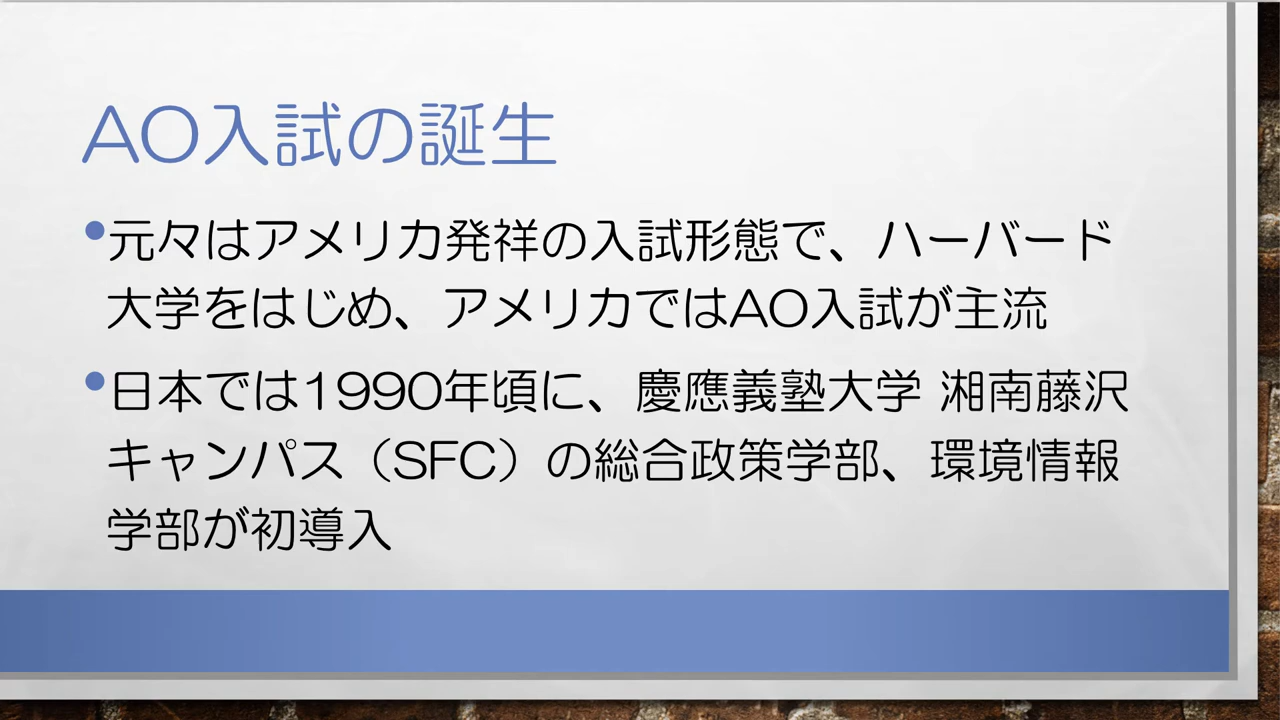 AO入試の誕生
•元々はアメリカ発祥の入試形態で、ハーバード
大学をはじめ、アメリカではAO入試が主流
•日本では1990年頃に、慶應義塾大学 湘南藤沢
キャンパス（SFC）の総合政策学部、環境情報
学部が初導入